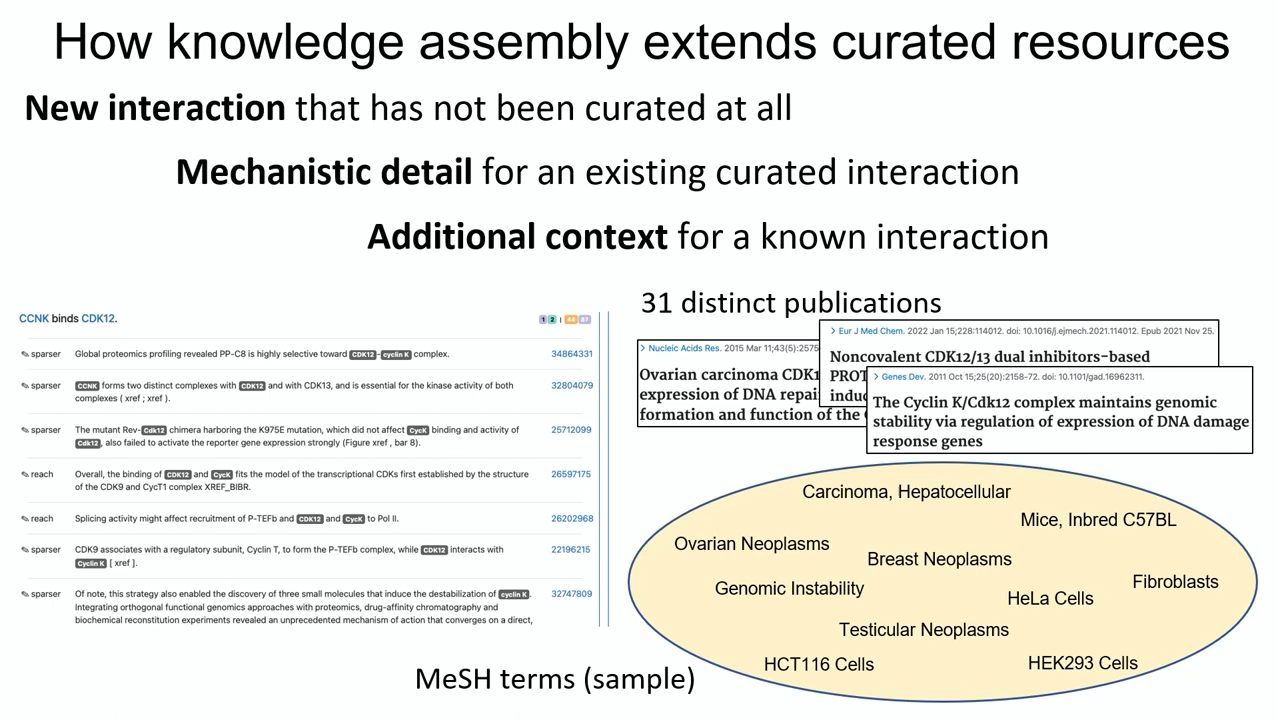 How knowledge assembly extends curated resources
New interaction that has not been curated at all
Mechanistic detail for an existing curated interaction
Additional context for a known interaction
CCNK binds CDK12.
1 2 | 44 87
sparser Global proteomics profiling revealed PP-C8 is highly selective toward CDK12 - cyclin K complex. 34864331
sparser CCNK forms two distinct complexes with CDK12 and with CDK13, and is essential for the kinase activity of both 32804079
complexes ( xref ; xref ).
sparser The mutant Rev- Cdk12 chimera harboring the K975E mutation, which did not affect CycK binding and activity of 25712099
Cdk12, also failed to activate the reporter gene expression strongly (Figure xref , bar 8).
reach Overall, the binding of CDK12 and CycK fits the model of the transcriptional CDKs first established by the structure 26597175
of the CDK9 and CycT1 complex XREF_BIBR.
reach Splicing activity might affect recruitment of P-TEFb and CDK12 and CycK to Pol II. 26202968
sparser CDK9 associates with a regulatory subunit, Cyclin T, to form the P-TEFb complex, while CDK12 interacts with 22196215
Cyclin K [ xref ].
sparser Of note, this strategy also enabled the discovery of three small molecules that induce the destabilization of cyclin K. 32747809
Integrating orthogonal functional genomics approaches with proteomics, drug-affinity chromatography and
biochemical reconstitution experiments revealed an unprecedented mechanism of action that converges on a direct,
31 distinct publications
> Nucleic Acids Res. 2015 Mar 11;43(5):2575
Ovarian carcinoma CDK1
expression of DNA repai
formation and function of the
> Eur J Med Chem. 2022 Jan 15;228:114012. doi: 10.1016/j.ejmech.2021.114012. Epub 2021 Nov 25.
Noncovalent CDK12/13 dual inhibitors-based
PROT
induc
> Genes Dev. 2011 Oct 15;25(20):2158-72. doi: 10.1101/gad.16962311.
The Cyclin K/Cdk12 complex maintains genomic
stability via regulation of expression of DNA damage
response genes
Carcinoma, Hepatocellular
Mice, Inbred C57BL
Ovarian Neoplasms
Breast Neoplasms
Fibroblasts
Genomic Instability
HeLa Cells
Testicular Neoplasms
HCT116 Cells
HEK293 Cells
MeSH terms (sample)